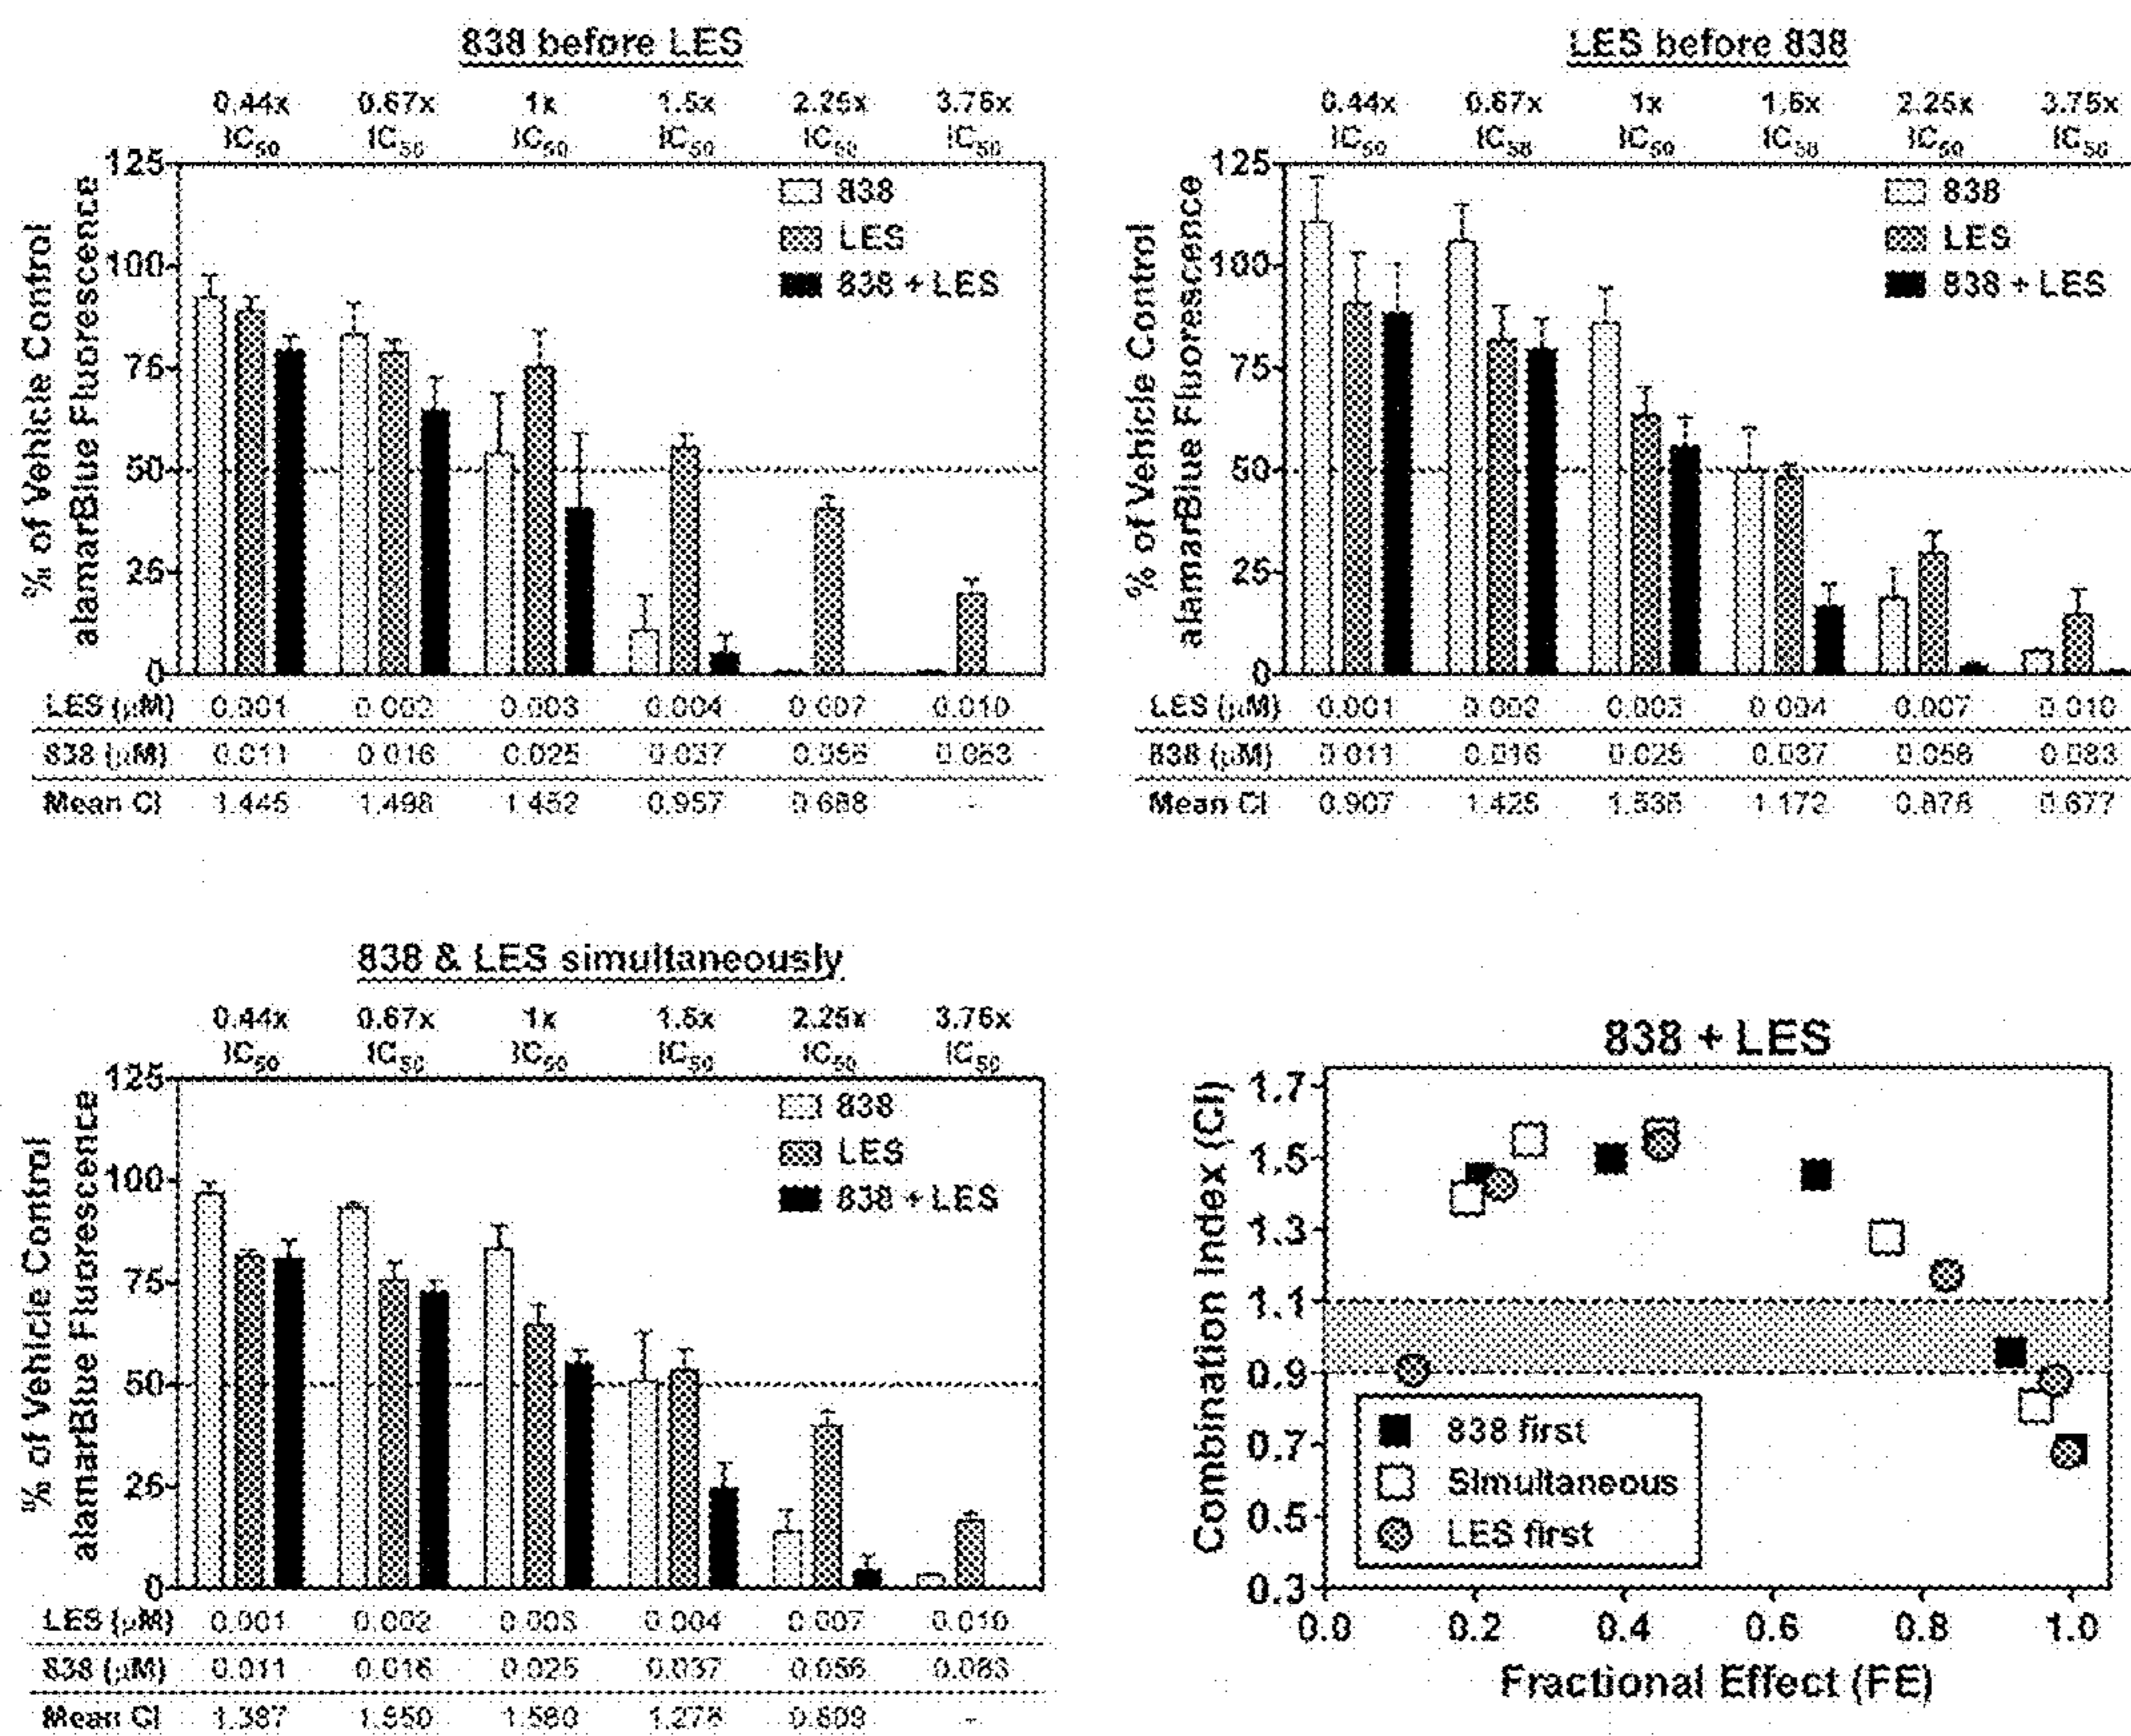 838 before LES
0.44x 0.67x 1x 1.5x 2.25x 3.75x
IC50 IC50 IC50 IC50 IC50 IC50
125
100
75
50
25
0
% of Vehicle Control
alamarBlue Fluorescence
838
LES
838 + LES
LES (µM) 0.001 0.002 0.003 0.004 0.007 0.010
838 (µM) 0.011 0.016 0.025 0.037 0.056 0.083
Mean CI 1.445 1.498 1.452 0.957 0.688 -
LES before 838
0.44x 0.67x 1x 1.5x 2.25x 3.75x
IC50 IC50 IC50 IC50 IC50 IC50
125
100
75
50
25
0
% of Vehicle Control
alamarBlue Fluorescence
838
LES
838 + LES
LES (µM) 0.001 0.002 0.003 0.004 0.007 0.010
838 (µM) 0.011 0.016 0.025 0.037 0.056 0.083
Mean CI 0.907 1.425 1.172 0.878 0.677
838 & LES simultaneously
0.44x 0.67x 1x 1.5x 2.25x 3.75x
IC50 IC50 IC50 IC50 IC50 IC50
125
100
75
50
25
0
% of Vehicle Control
alamarBlue Fluorescence
838
LES
838 + LES
LES (µM) 0.001 0.002 0.003 0.004 0.007 0.010
838 (µM) 0.011 0.016 0.025 0.037 0.056 0.083
Mean CI 1.387 1.580 1.278 0.809 -
838 + LES
1.7
1.5
1.3
1.1
0.9
0.7
0.5
0.3
Combination Index (CI)
838 first
Simultaneous
LES first
0.0 0.2 0.4 0.6 0.8 1.0
Fractional Effect (FE)